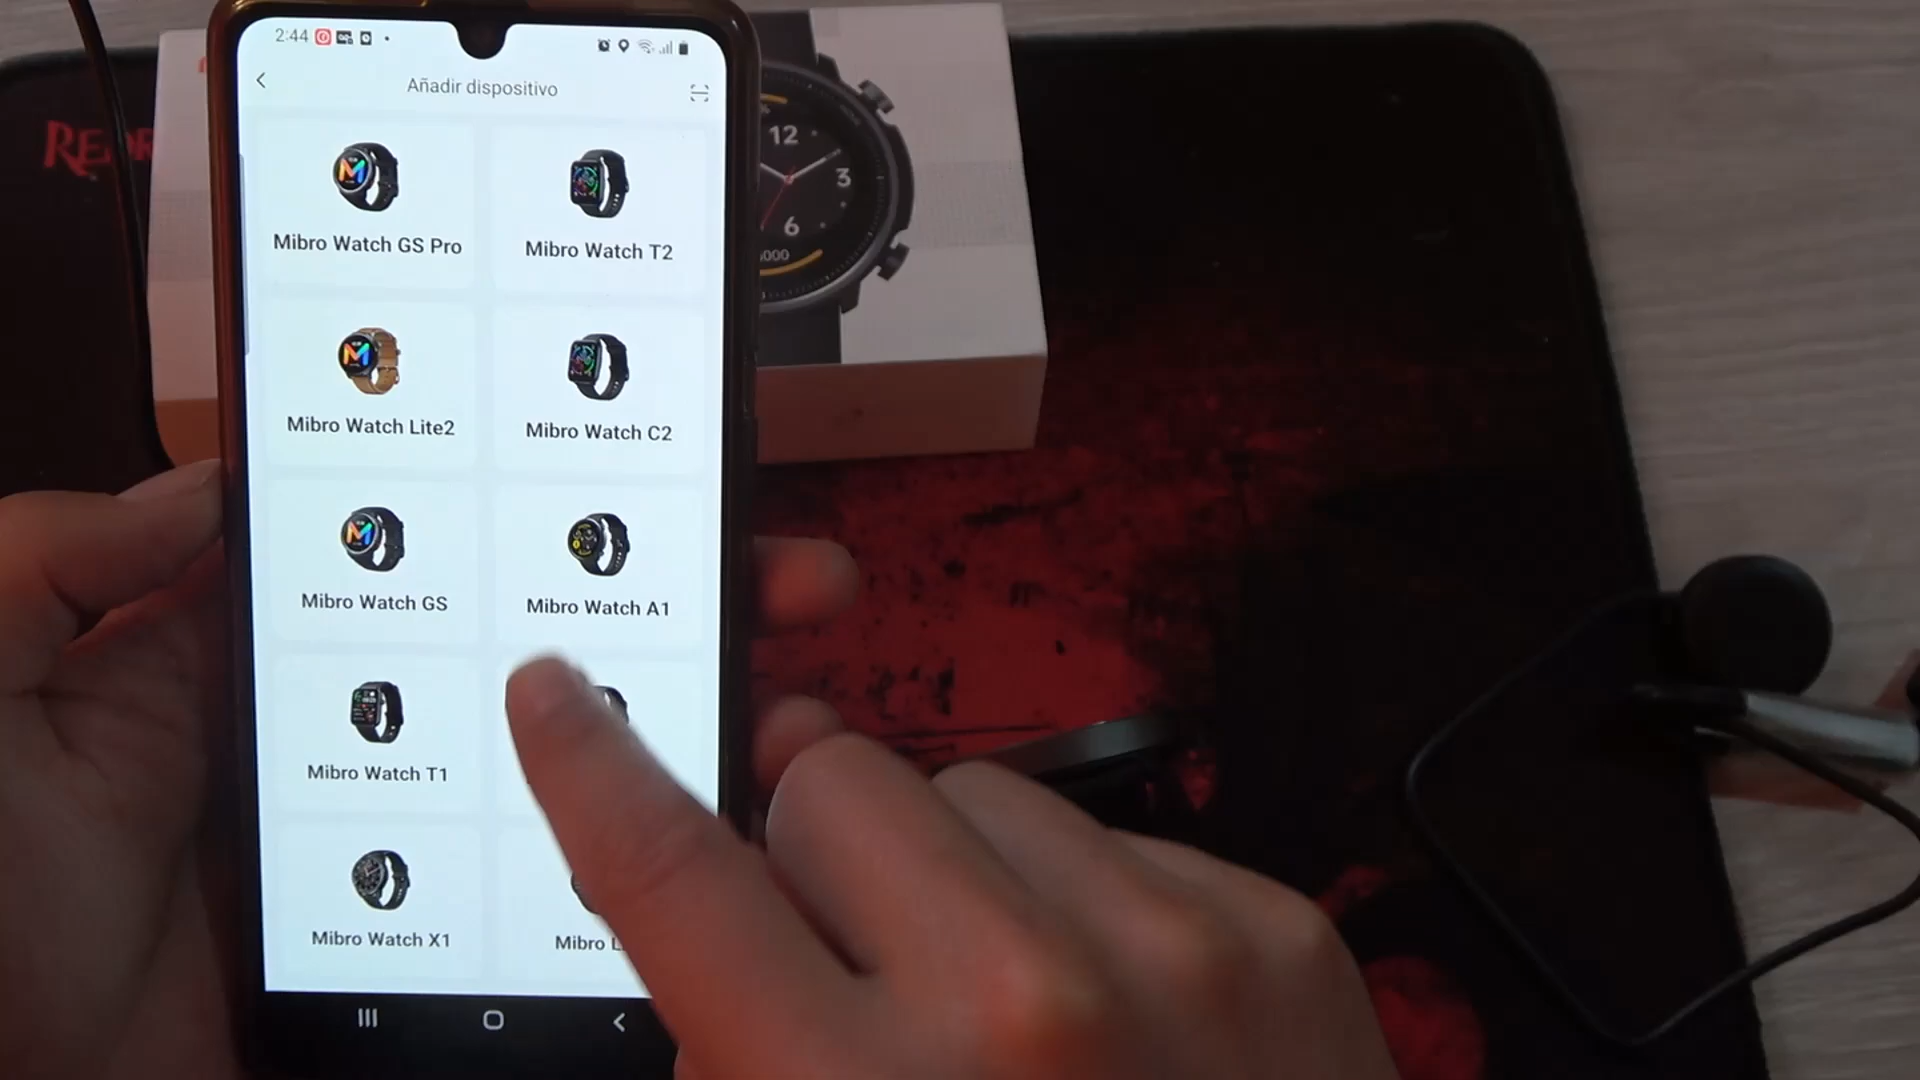 2:44
Añadir dispositivo
Mibro Watch GS Pro
Mibro Watch T2
Mibro Watch Lite2
Mibro Watch C2
Mibro Watch GS
Mibro Watch A1
Mibro Watch T1
Mibro Watch X1
Mibro
12
3
6